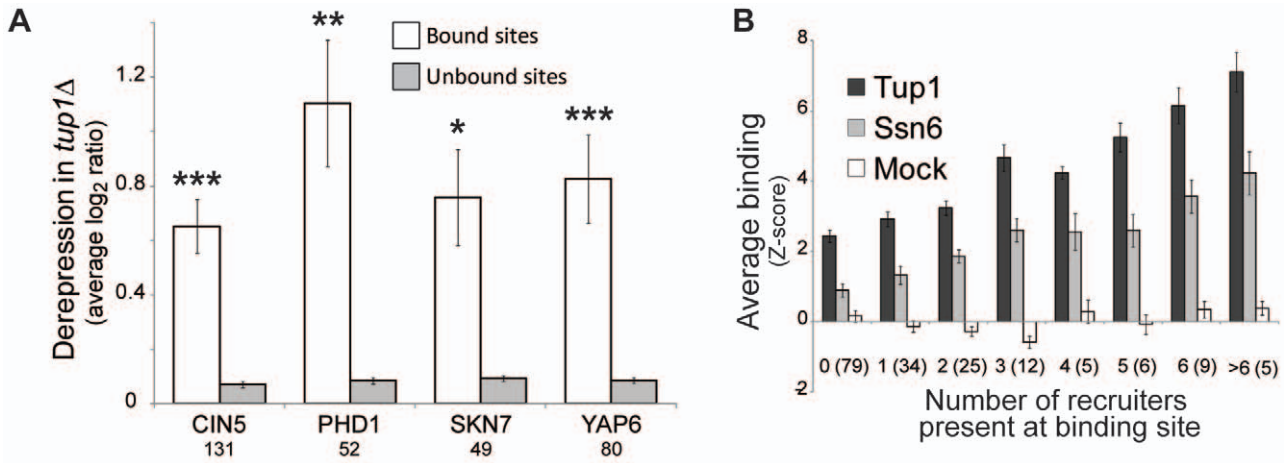 A
Derepression in tup1Δ
(average log2 ratio)
1.2
0.8
0.4
0
***
**
*
***
Bound sites
Unbound sites
CIN5
PHD1
SKN7
YAP6
131
52
49
80
B
Average binding
(Z-score)
8
6
4
2
0
-2
Tup1
Ssn6
Mock
0 (79) 1 (34) 2 (25) 3 (12) 4 (5) 5 (6) 6 (9) >6 (5)
Number of recruiters
present at binding site